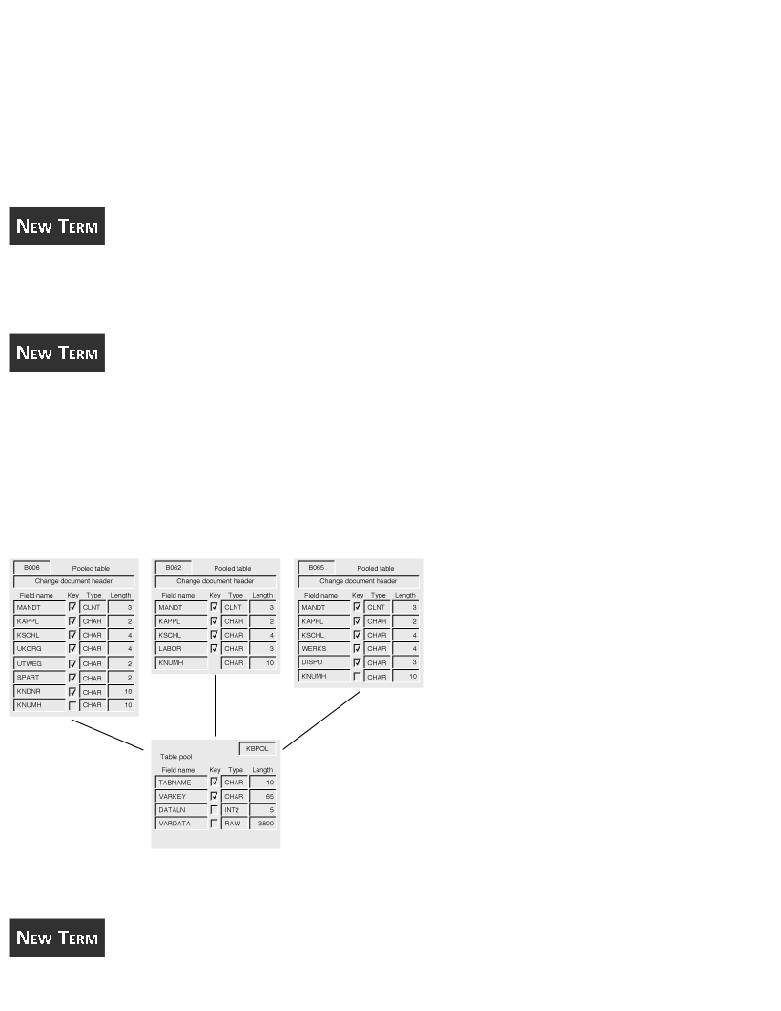 NEW TERM
NEW TERM
B006 Pooled table
Change document header
Field name Key Type Length
MANDT CLNT 3
KAPPL CHAR 2
KSCHL CHAR 4
UKORG CHAR 4
UTWEG CHAR 2
SPART CHAR 2
KNDNR CHAR 10
KNUMH CHAR 10
B062 Pooled table
Change document header
Field name Key Type Length
MANDT CLNT 3
KAPPL CHAR 2
KSCHL CHAR 4
LABOR CHAR 3
KNUMH CHAR 10
B065 Pooled table
Change document header
Field name Key Type Length
MANDT CLNT 3
KAPPL CHAR 2
KSCHL CHAR 4
WERKS CHAR 4
DISPO CHAR 3
KNUMH CHAR 10
KBPOL
Table pool
Field name Key Type Length
TABNAME CHAR 10
VARKEY CHAR 65
DATALN INT2 5
VARDATA RAW 3800
NEW TERM